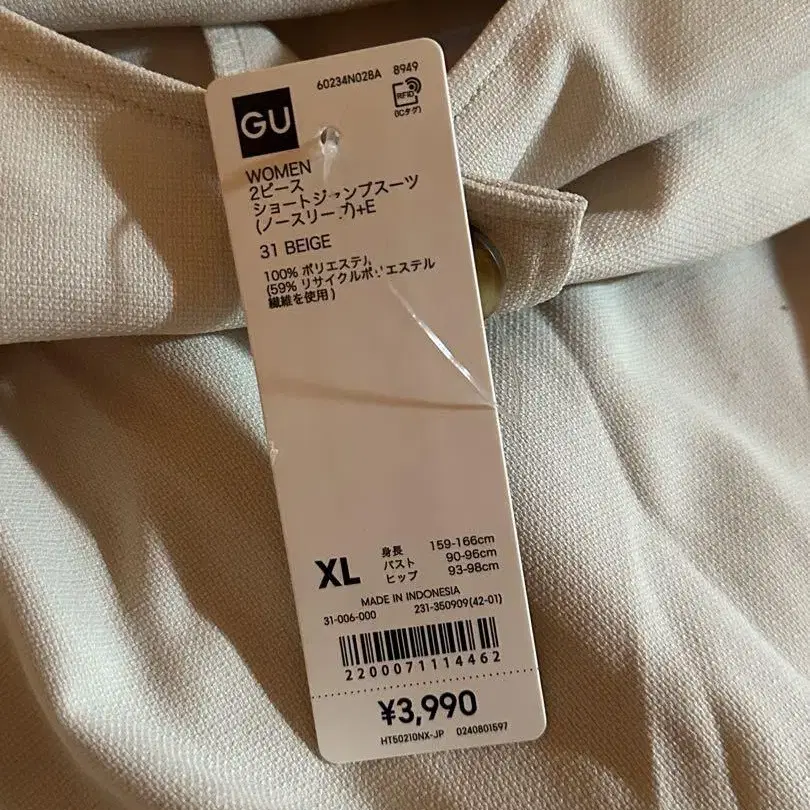 60234N028A 8949
GU
RFID
(ICタグ)
WOMEN
2ピース
ショートジャンプスーツ
(ノースリーブ)+E
31 BEIGE
100% ポリエステル
(59% リサイクルポリエステル
繊維を使用)
XL
身長 159-166cm
バスト 90-96cm
ヒップ 93-98cm
MADE IN INDONESIA
31-006-000 231-350909(42-01)
2200071114462
¥3,990
HT50210NX-JP 0240801597